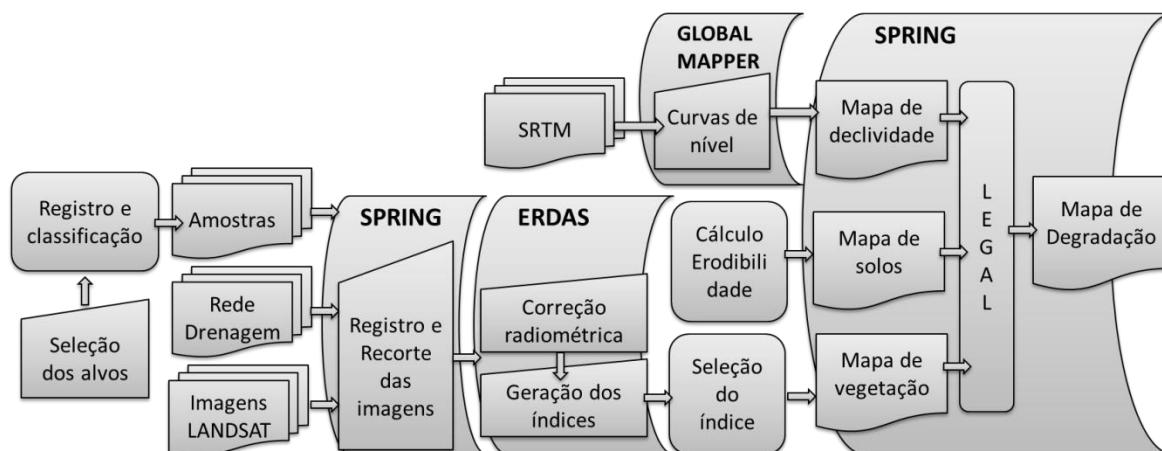 GLOBAL
MAPPER
SPRING
SRTM
Curvas de
nível
Mapa de
declividade
Registro e
classificação
Amostras
SPRING
ERDAS
Cálculo
Erodibili
dade
Mapa de
solos
L
E
G
A
L
Mapa de
Degradação
Seleção
dos alvos
Rede
Drenagem
Registro e
Recorte
das
imagens
Correção
radiométrica
Geração dos
índices
Seleção
do
índice
Mapa de
vegetação
Imagens
LANDSAT